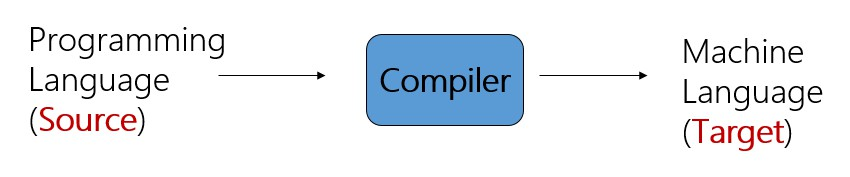 Programming
Language
(Source)
Compiler
Machine
Language
(Target)